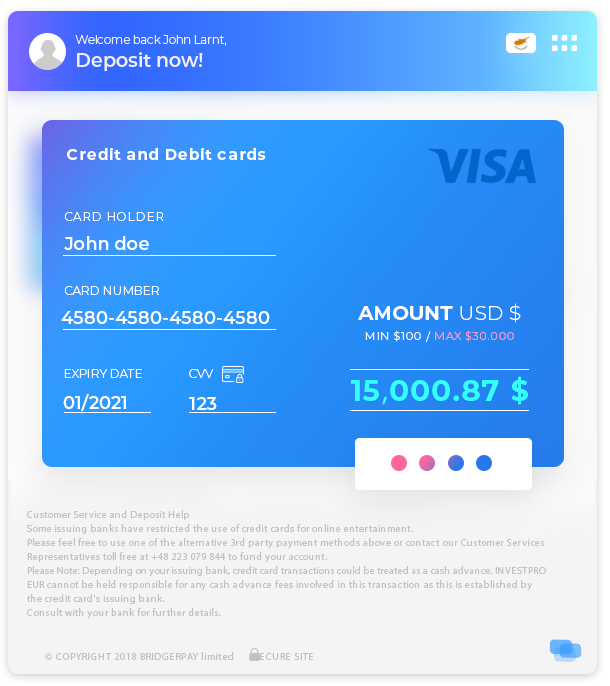 Welcome back John Larnt,
Deposit now!
Credit and Debit cards
VISA
CARD HOLDER
John doe
CARD NUMBER
4580-4580-4580-4580
EXPIRY DATE
CVV
01/2021
123
AMOUNT USD $
MIN $100 / MAX $30.000
15,000.87 $
Customer Service and Deposit Help
Some issuing banks have restricted the use of credit cards for online entertainment.
Please feel free to use one of the alternative 3rd party payment methods above or contact our Customer Services
Representatives toll free at +48 223 079 844 to fund your account.
Please Note: Depending on your issuing bank, credit card transactions could be treated as a cash advance. INVESTPRO
EUR cannot be held responsible for any cash advance fees involved in this transaction as this is established by
the credit card's issuing bank.
Consult with your bank for further details.
© COPYRIGHT 2018 BRIDGERPAY limited
ECURE SITE